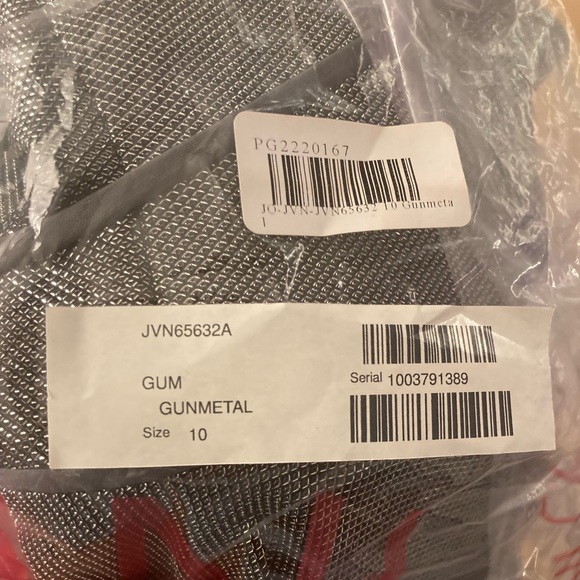 PG2220167
JO-JVN-JVN65632 10 Gunmeta
l
JVN65632A
GUM
GUNMETAL
Size 10
Serial 1003791389